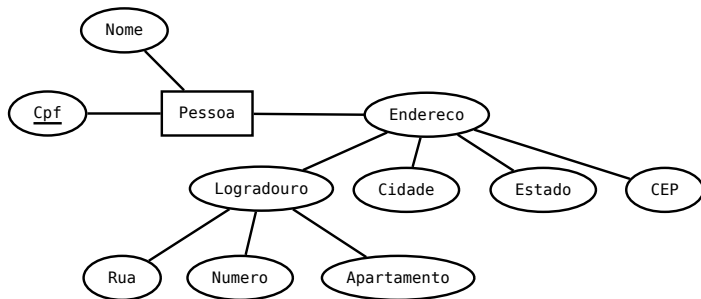 Nome
Cpf
Pessoa
Endereco
Logradouro
Cidade
Estado
CEP
Rua
Numero
Apartamento